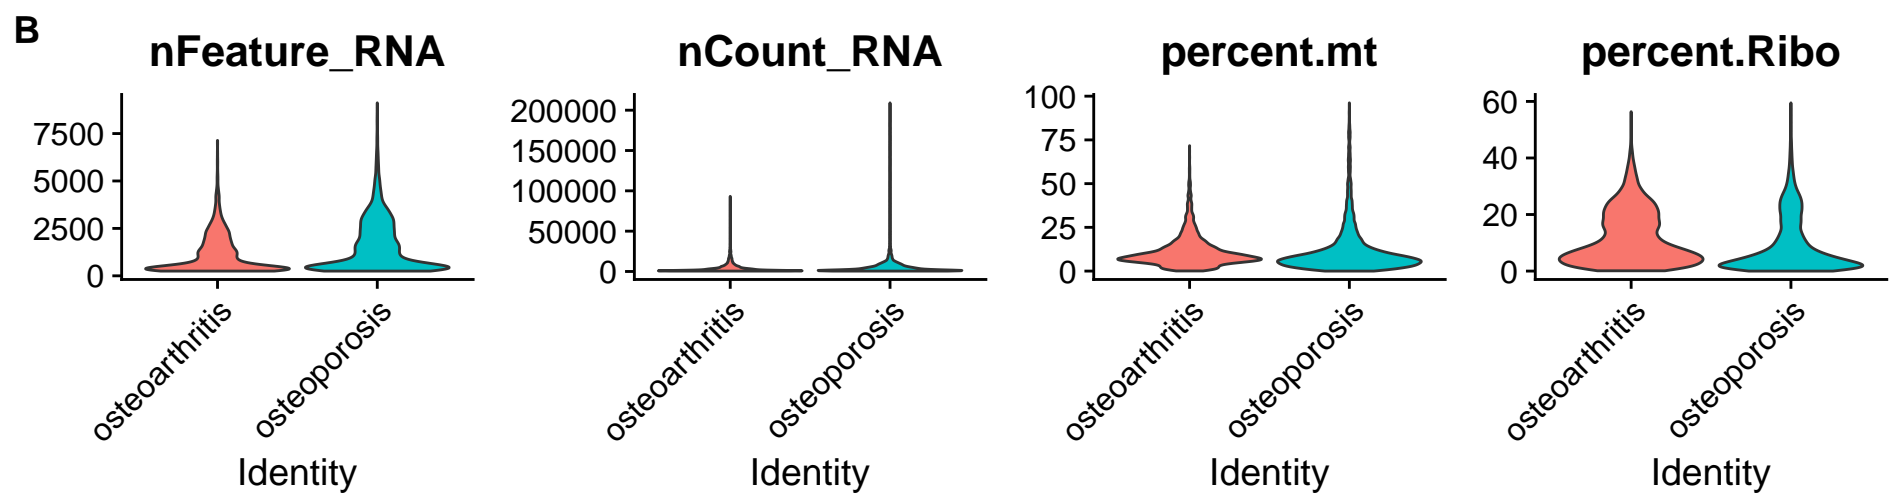 B
nFeature_RNA
7500
5000
2500
0
osteoarthritis
osteoporosis
Identity
nCount_RNA
200000
150000
100000
50000
0
osteoarthritis
osteoporosis
Identity
percent.mt
100
75
50
25
0
osteoarthritis
osteoporosis
Identity
percent.Ribo
60
40
20
0
osteoarthritis
osteoporosis
Identity